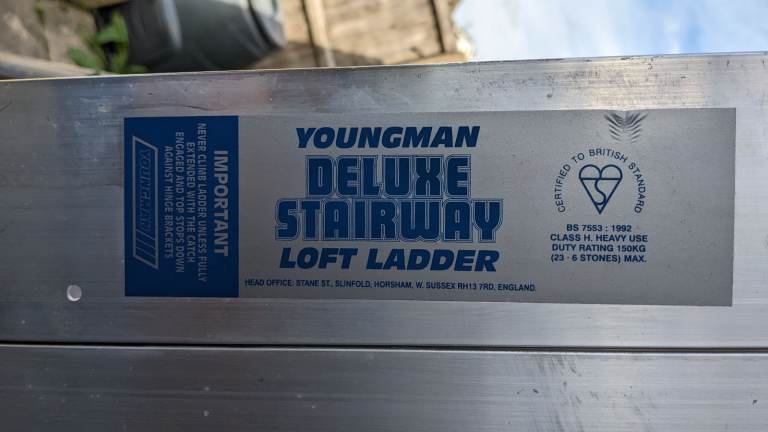 IMPORTANT
NEVER CLIMB LADDER UNLESS FULLY
EXTENDED WITH THE CATCH
ENGAGED AND TOP STOPS DOWN
AGAINST HINGE BRACKETS
YOUNGMAN
YOUNGMAN
DELUXE
STAIRWAY
LOFT LADDER
HEAD OFFICE: STANE ST., SLINFOLD, HORSHAM, W. SUSSEX RH13 7RD, ENGLAND.
CERTIFIED TO BRITISH STANDARD
BS 7553 : 1992
CLASS H. HEAVY USE
DUTY RATING 150KG
(23 - 6 STONES) MAX.